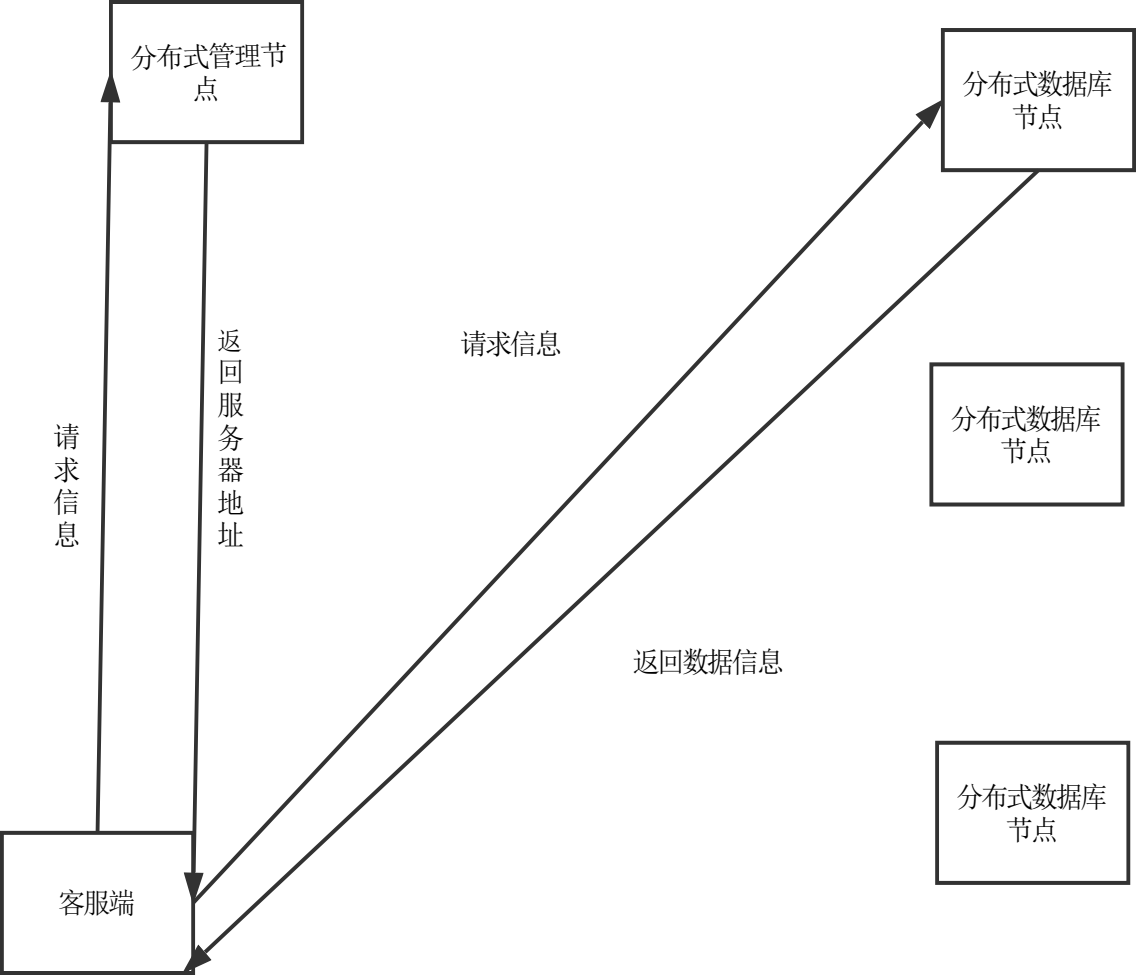 分布式管理节
点
分布式数据库
节点
请求信息
返回服务器地址
请求信息
分布式数据库
节点
返回数据信息
分布式数据库
节点
客服端